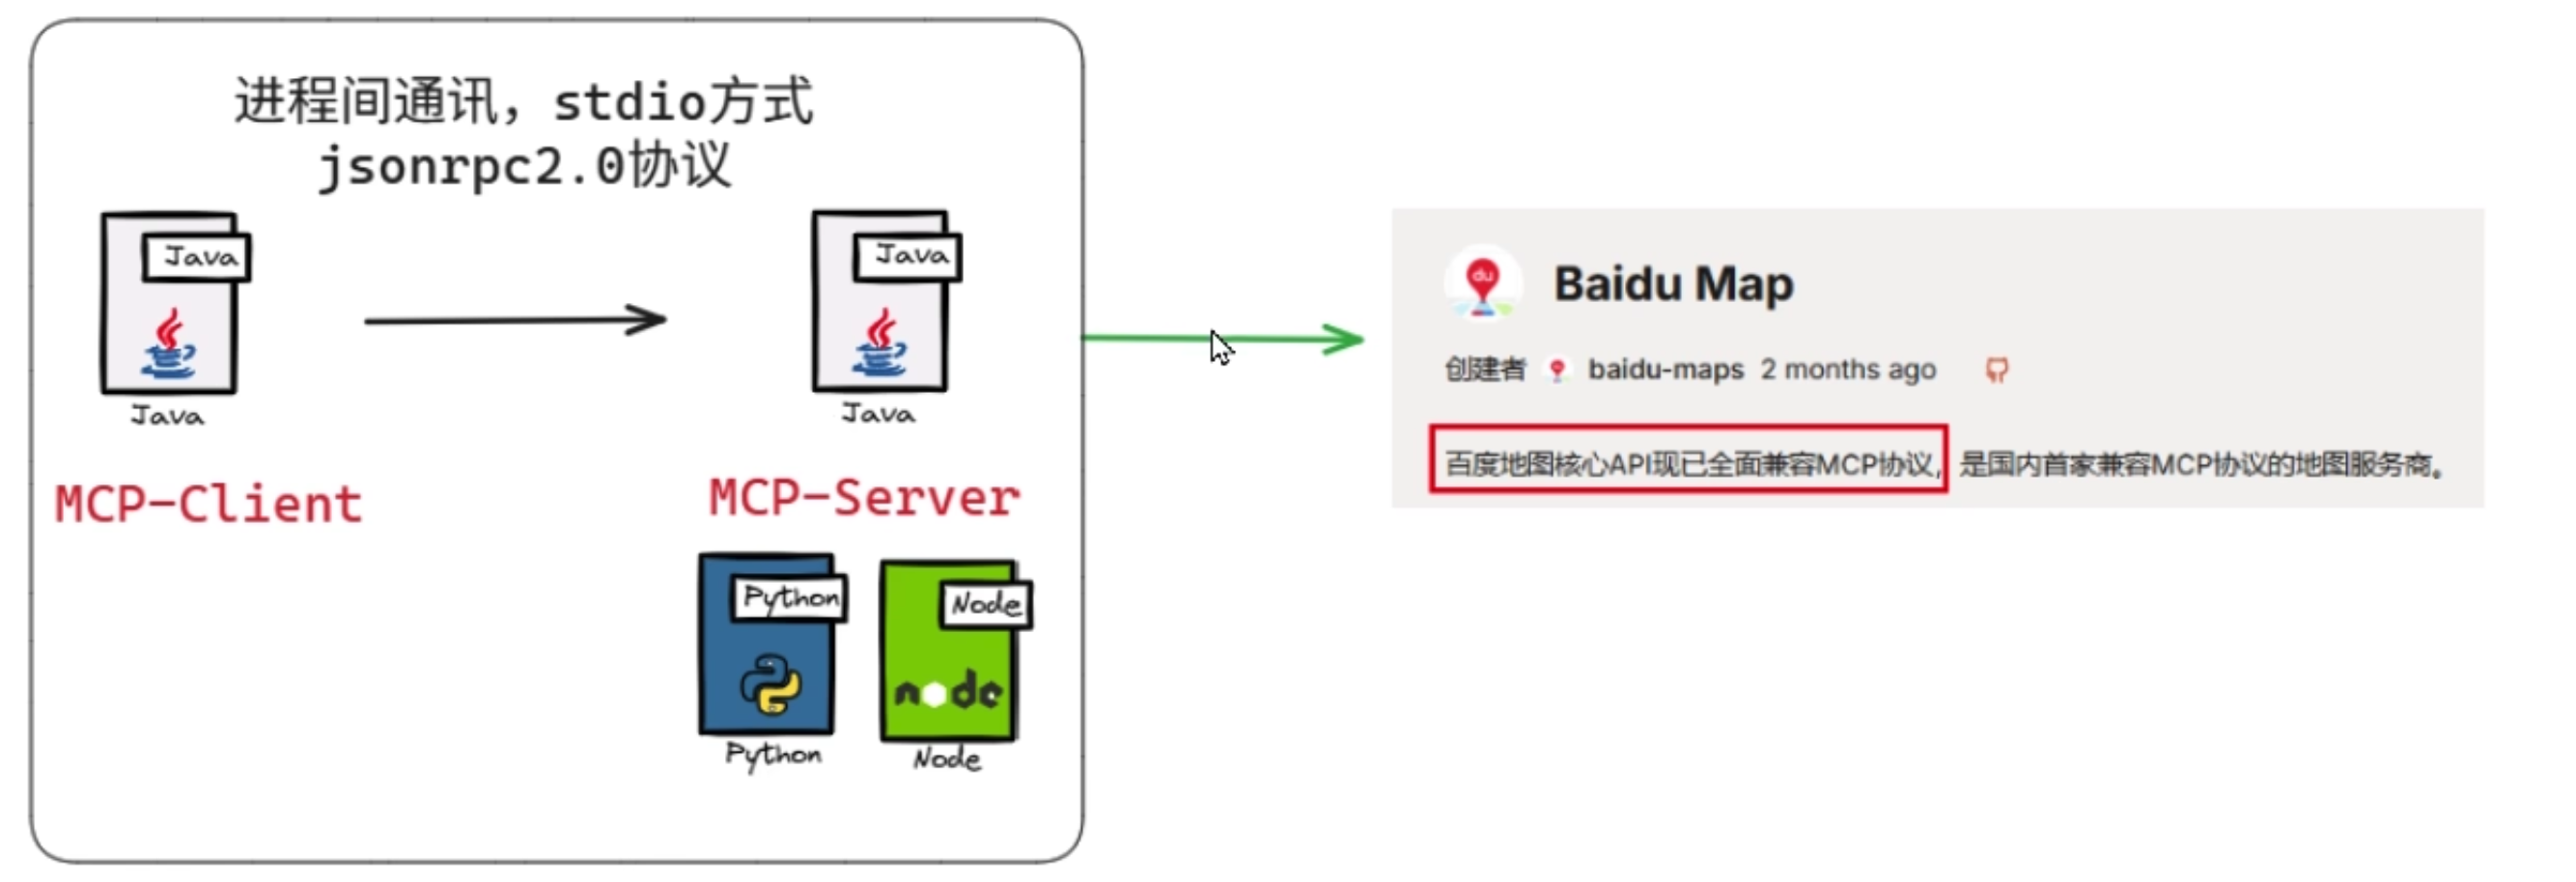 进程间通讯，stdio方式
jsonrpc2.0协议
Java
Java
Java
Java
MCP-Client
MCP-Server
Python
Node
node
Python
Node
du
Baidu Map
创建者 baidu-maps 2 months ago
百度地图核心API现已全面兼容MCP协议，是国内首家兼容MCP协议的地图服务商。